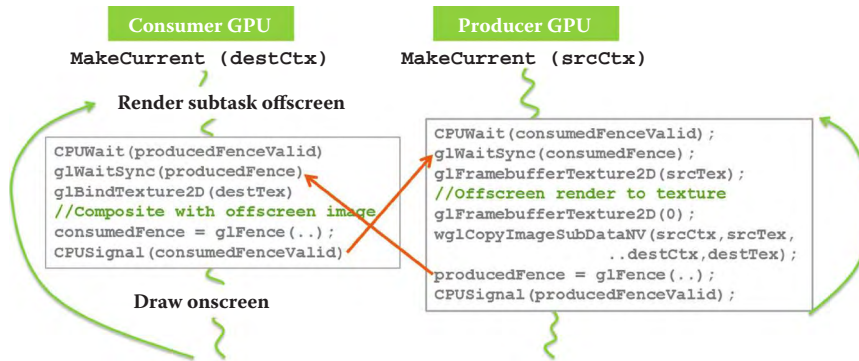 Consumer GPU
MakeCurrent (destCtx)
Render subtask offscreen
CPUWait(producedFenceValid)
glWaitSync(producedFence)
glBindTexture2D(destTex)
//Composite with offscreen image
consumedFence = glFence(..);
CPUSignal(consumedFenceValid)
Draw onscreen
Producer GPU
MakeCurrent (srcCtx)
CPUWait(consumedFenceValid);
glWaitSync(consumedFence);
glFramebufferTexture2D(srcTex);
//Offscreen render to texture
glFramebufferTexture2D(0);
wglCopyImageSubDataNV(srcCtx,srcTex,
..destCtx,destTex);
producedFence = glFence(..);
CPUSignal(producedFenceValid);